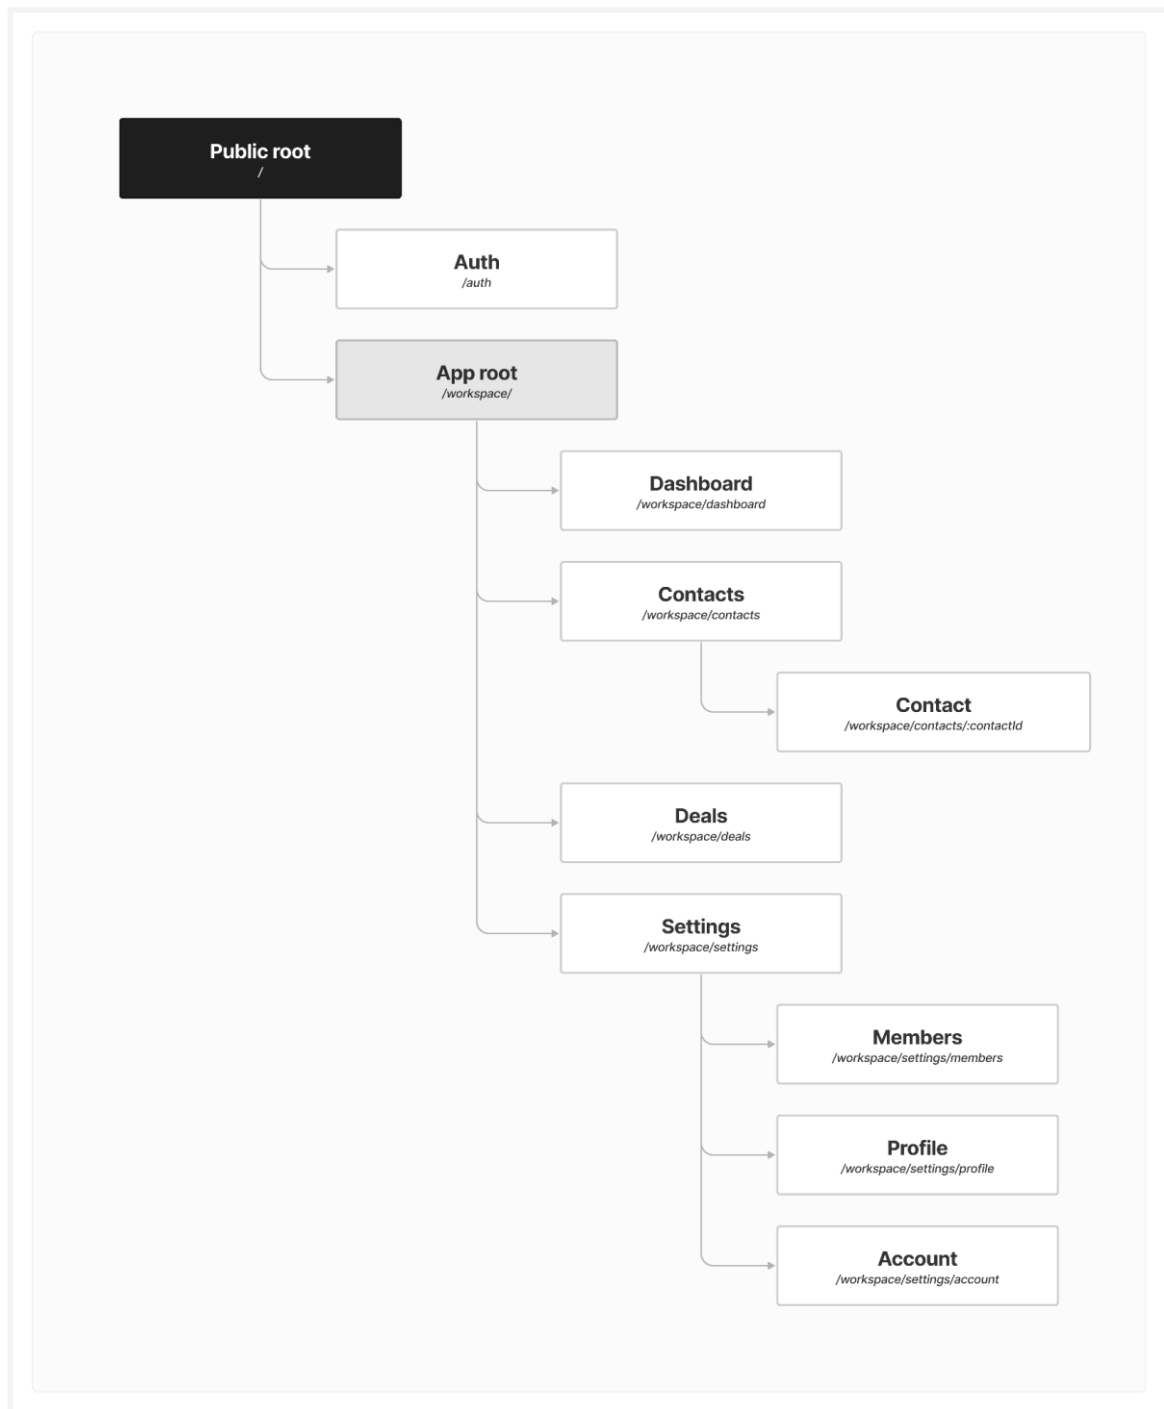 Public root
/
Auth
/auth
App root
/workspace/
Dashboard
/workspace/dashboard
Contacts
/workspace/contacts
Contact
/workspace/contacts/:contactId
Deals
/workspace/deals
Settings
/workspace/settings
Members
/workspace/settings/members
Profile
/workspace/settings/profile
Account
/workspace/settings/account